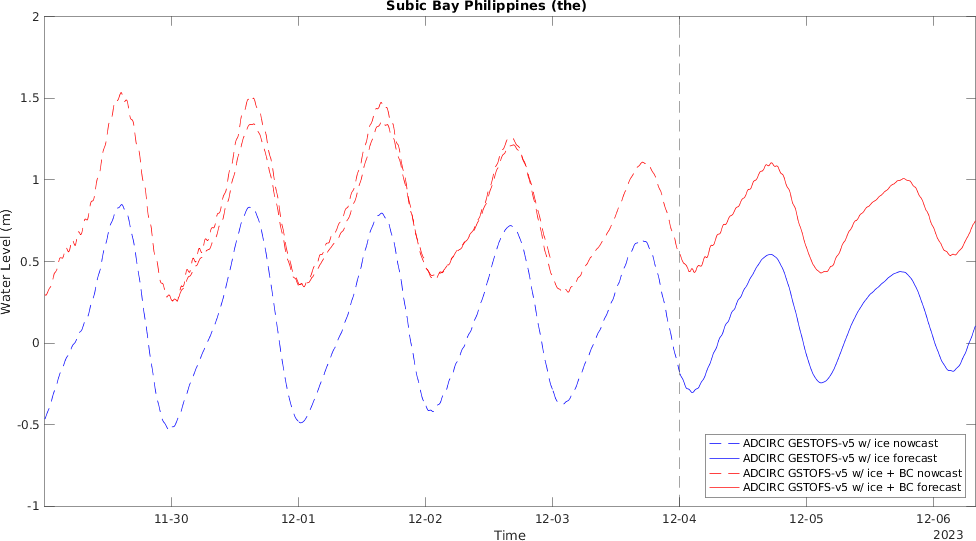 Subic Bay Philippines (the)
2
1.5
1
0.5
0
-0.5
-1
Water Level (m)
11-30
12-01
12-02
12-03
12-04
12-05
12-06
Time
2023
ADCIRC GESTOFS-v5 w/ ice nowcast
ADCIRC GESTOFS-v5 w/ ice forecast
ADCIRC GSTOFS-v5 w/ ice + BC nowcast
ADCIRC GSTOFS-v5 w/ ice + BC forecast